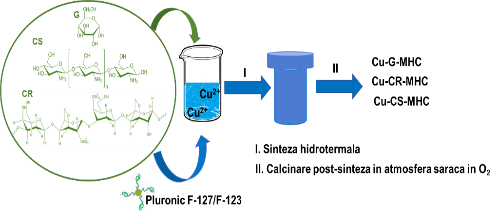 G
CS
CR
Cu2+
Cu2+
Pluronic F-127/F-123
I
II
Cu-G-MHC
Cu-CR-MHC
Cu-CS-MHC
I. Sinteza hidrotermala
II. Calcinare post-sinteza in atmosfera saraca in O2